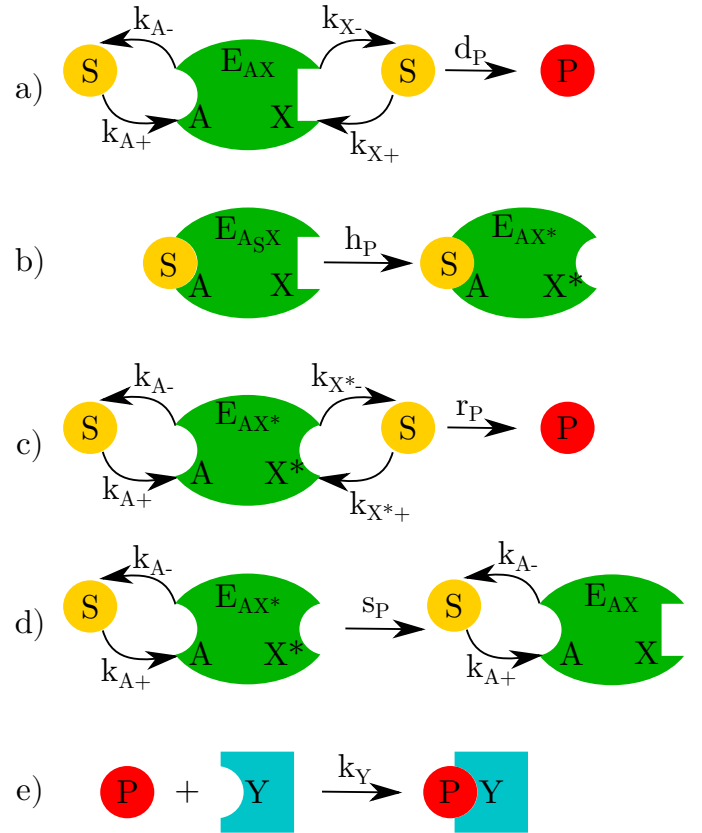 a) S k_A- k_A+ E_AX A X k_X- k_X+ S d_P P
b) S E_A_SX A X h_P S E_AX* A X*
c) S k_A- k_A+ E_AX* A X* k_X*- k_X*+ S r_P P
d) S k_A- k_A+ E_AX* A X* s_P S k_A- k_A+ E_AX A X
e) P + Y k_Y P Y